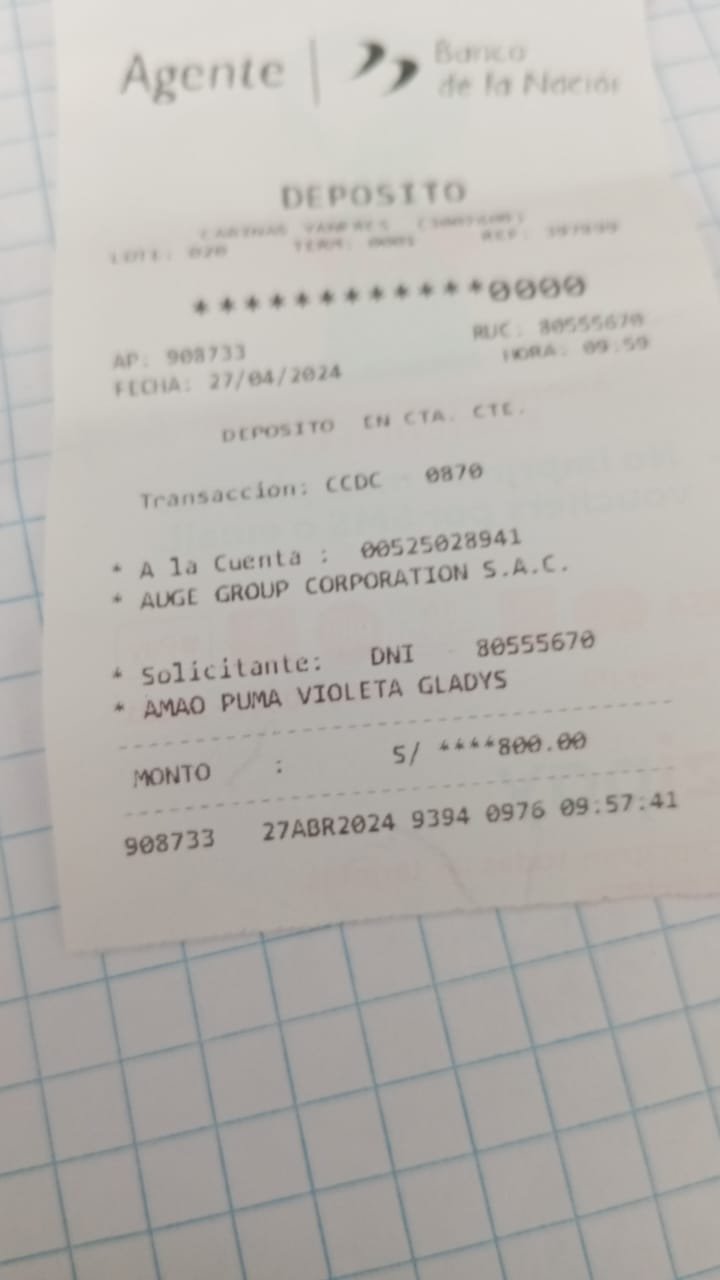 Agente | Banco de la Nación
DEPOSITO
LOTE: 020 TERM: 0001 REF:
************0000
AP: 908733 RUC: 80555670
FECHA: 27/04/2024 HORA: 09:59
DEPOSITO EN CTA. CTE.
Transaccion: CCDC 0870
* A la Cuenta : 00525028941
* AUGE GROUP CORPORATION S.A.C.
* Solicitante: DNI 80555670
* AMAO PUMA VIOLETA GLADYS
MONTO : S/ ****800.00
908733 27ABR2024 9394 0976 09:57:41